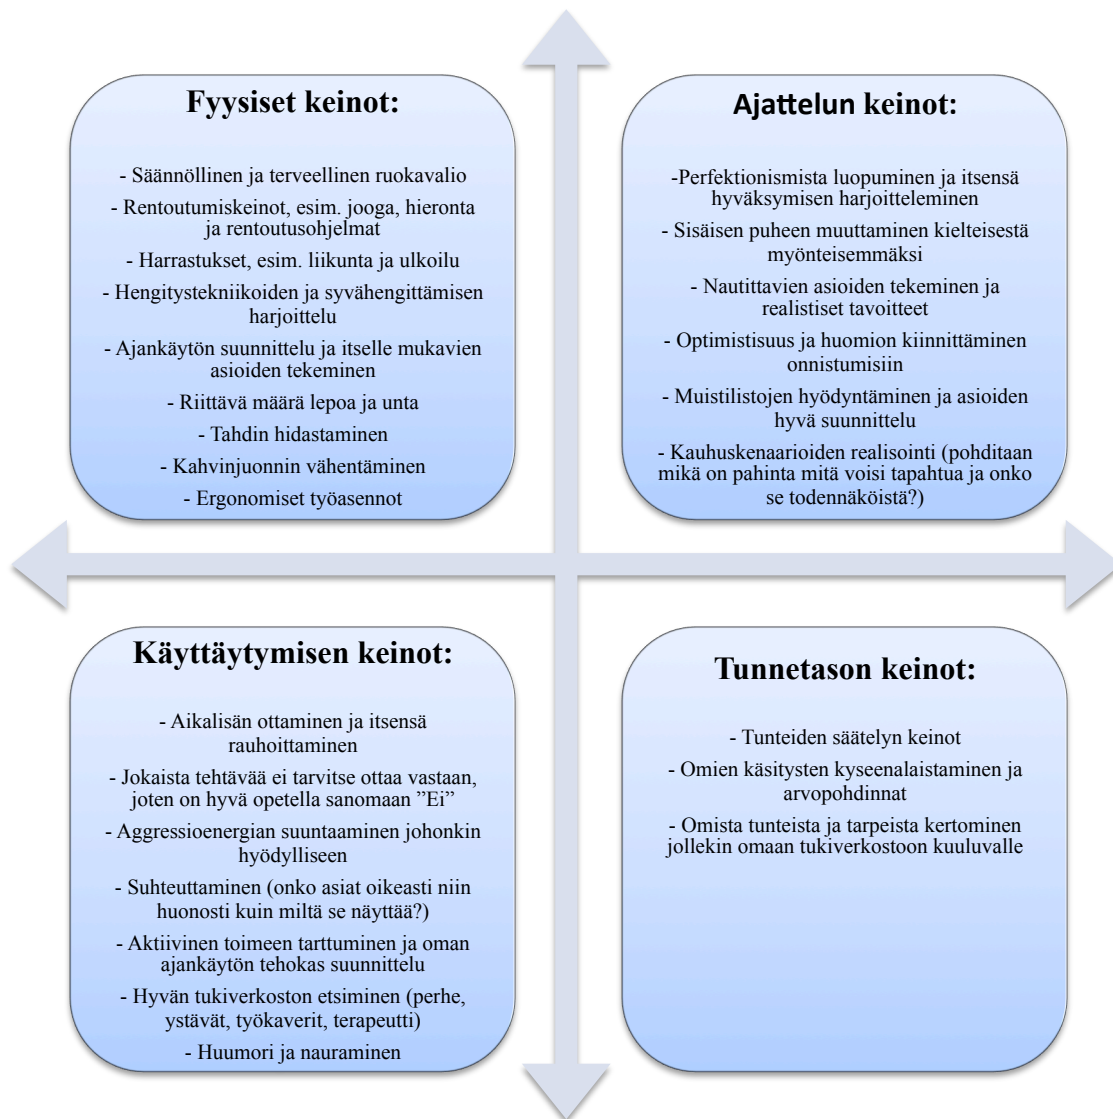 Fyysiset keinot:
- Säännöllinen ja terveellinen ruokavalio
- Rentoutumiskeinot, esim. jooga, hieronta
ja rentoutusohjelmat
- Harrastukset, esim. liikunta ja ulkoilu
- Hengitystekniikoiden ja syvähengittämisen
harjoittelu
- Ajankäytön suunnittelu ja itselle mukavien
asioiden tekeminen
- Riittävä määrä lepoa ja unta
- Tahdin hidastaminen
- Kahvinjuonnin vähentäminen
- Ergonomiset työasennot
Ajattelun keinot:
-Perfektionismista luopuminen ja itsensä
hyväksymisen harjoitteleminen
- Sisäisen puheen muuttaminen kielteisestä
myönteisemmäksi
- Nautittavien asioiden tekeminen ja
realistiset tavoitteet
- Optimistisuus ja huomion kiinnittäminen
onnistumisiin
- Muistilistojen hyödyntäminen ja asioiden
hyvä suunnittelu
- Kauhuskenaarioiden realisointi (pohditaan
mikä on pahinta mitä voisi tapahtua ja onko
se todennäköistä?)
Käyttäytymisen keinot:
- Aikalisän ottaminen ja itsensä
rauhoittaminen
- Jokaista tehtävää ei tarvitse ottaa vastaan,
joten on hyvä opetella sanomaan ”Ei”
- Aggressioenergian suuntaaminen johonkin
hyödylliseen
- Suhteuttaminen (onko asiat oikeasti niin
huonosti kuin miltä se näyttää?)
- Aktiivinen toimeen tarttuminen ja oman
ajankäytön tehokas suunnittelu
- Hyvän tukiverkoston etsiminen (perhe,
ystävät, työkaverit, terapeutti)
- Huumori ja nauraminen
Tunnetason keinot:
- Tunteiden säätelyn keinot
- Omien käsitysten kyseenalaistaminen ja
arvopohdinnat
- Omista tunteista ja tarpeista kertominen
jollekin omaan tukiverkostoon kuuluvalle